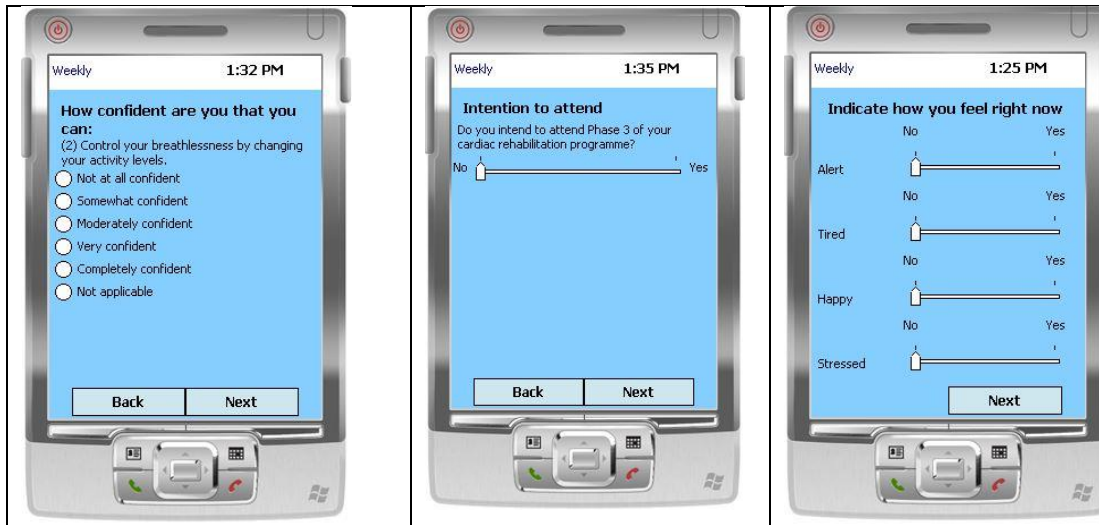 Weekly 1:32 PM
How confident are you that you
can:
(2) Control your breathlessness by changing
your activity levels.
Not at all confident
Somewhat confident
Moderately confident
Very confident
Completely confident
Not applicable
Back Next
Weekly 1:35 PM
Intention to attend
Do you intend to attend Phase 3 of your
cardiac rehabilitation programme?
No Yes
Back Next
Weekly 1:25 PM
Indicate how you feel right now
No Yes
Alert
No Yes
Tired
No Yes
Happy
No Yes
Stressed
Next